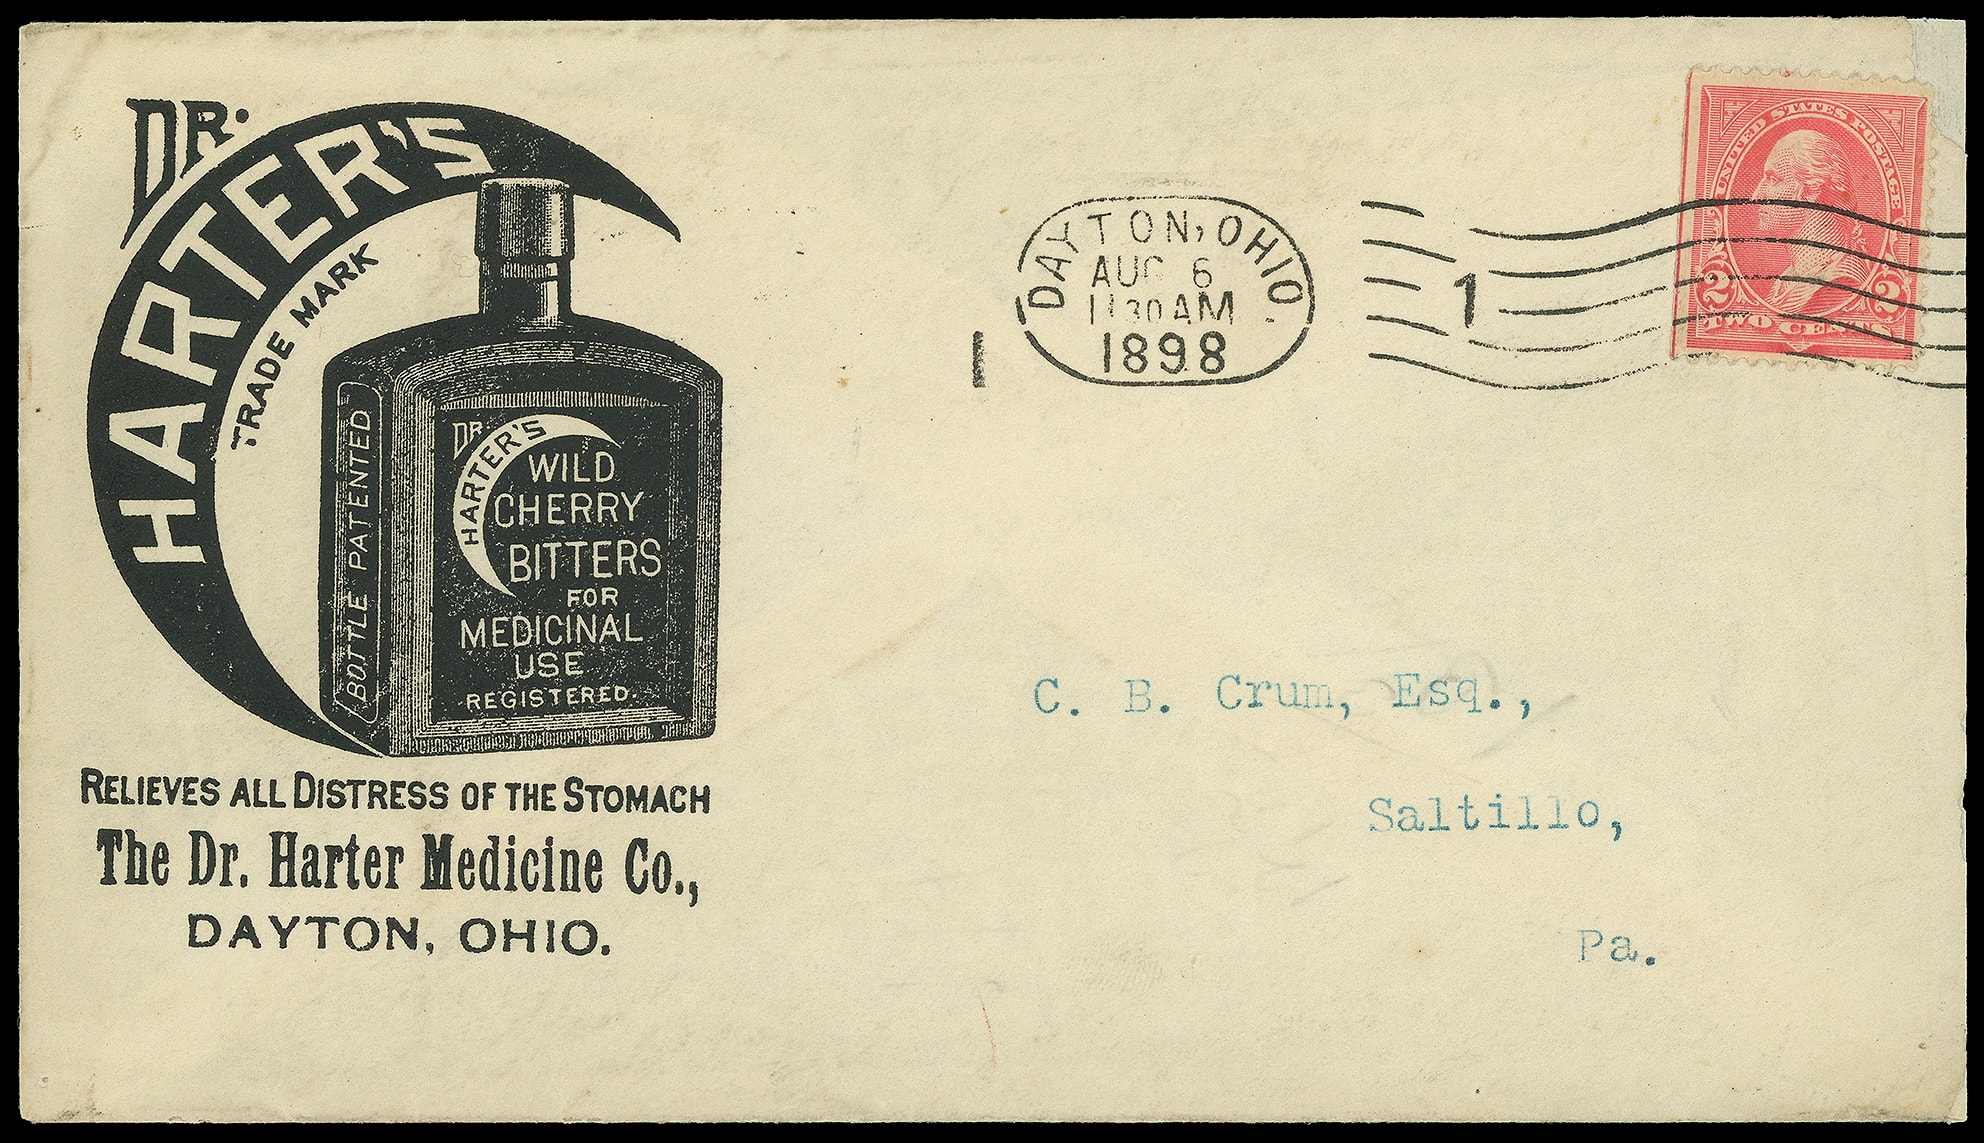 DR.
HARTER'S
TRADE MARK
BOTTLE PATENTED
DR.
HARTER'S
WILD
CHERRY
BITTERS
FOR
MEDICINAL
USE
REGISTERED.
RELIEVES ALL DISTRESS OF THE STOMACH
The Dr. Harter Medicine Co.,
DAYTON, OHIO.
DAYTON, OHIO
AUG 6
1130AM
1898
1
1
UNITED STATES POSTAGE
2 2
TWO CENTS
C. B. Crum, Esq.,
Saltillo,
Pa.